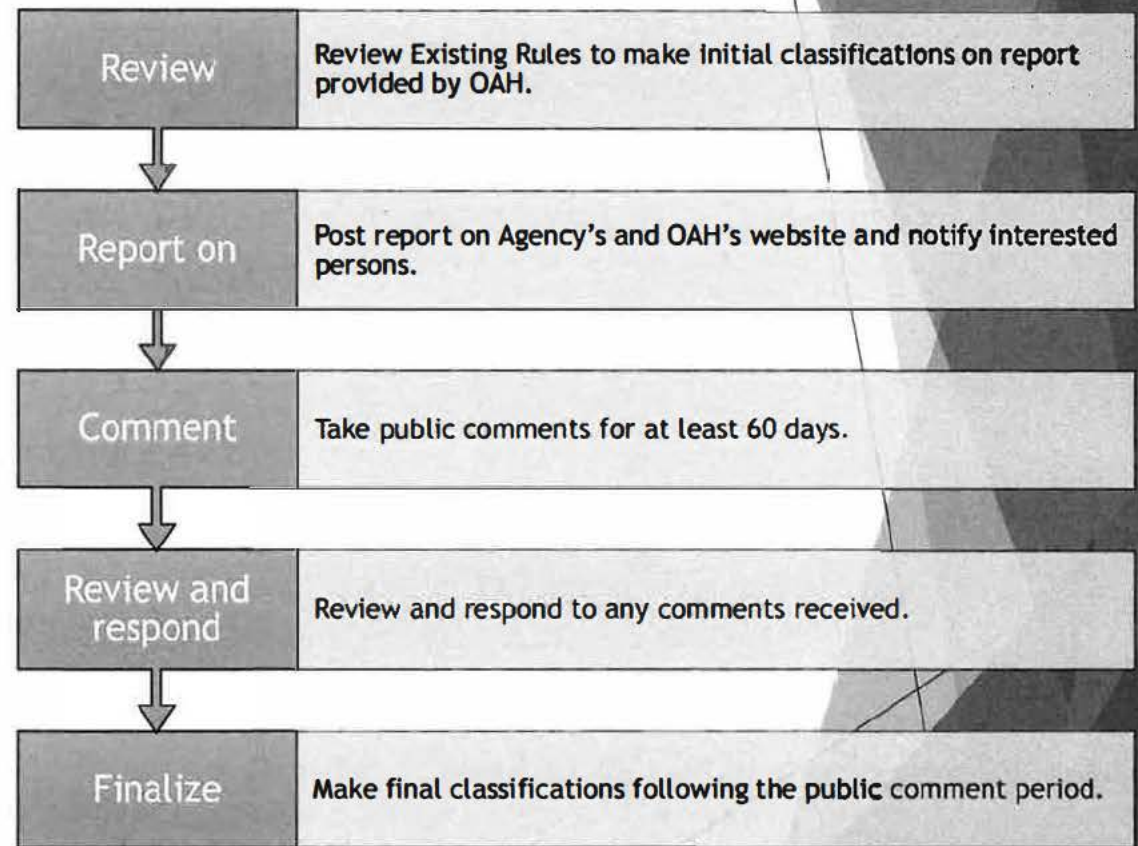 Review
Review Existing Rules to make initial classifications on report
provided by OAH.
Report on
Post report on Agency's and OAH's website and notify interested
persons.
Comment
Take public comments for at least 60 days.
Review and
respond
Review and respond to any comments received.
Finalize
Make final classifications following the public comment period.